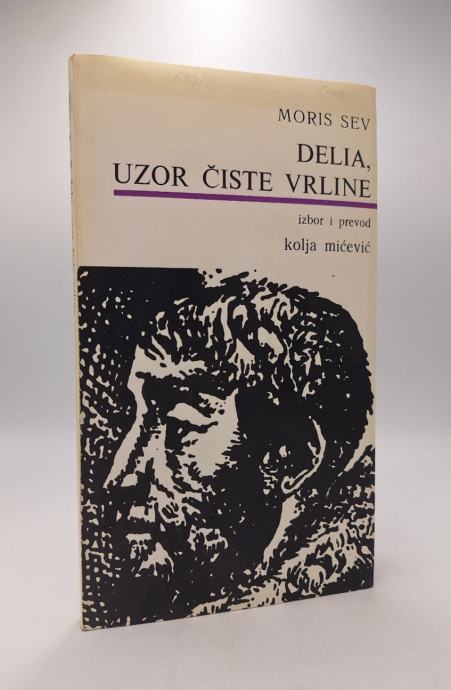 MORIS SEV
DELIA,
UZOR ČISTE VRLINE
izbor i prevod
kolja mićević